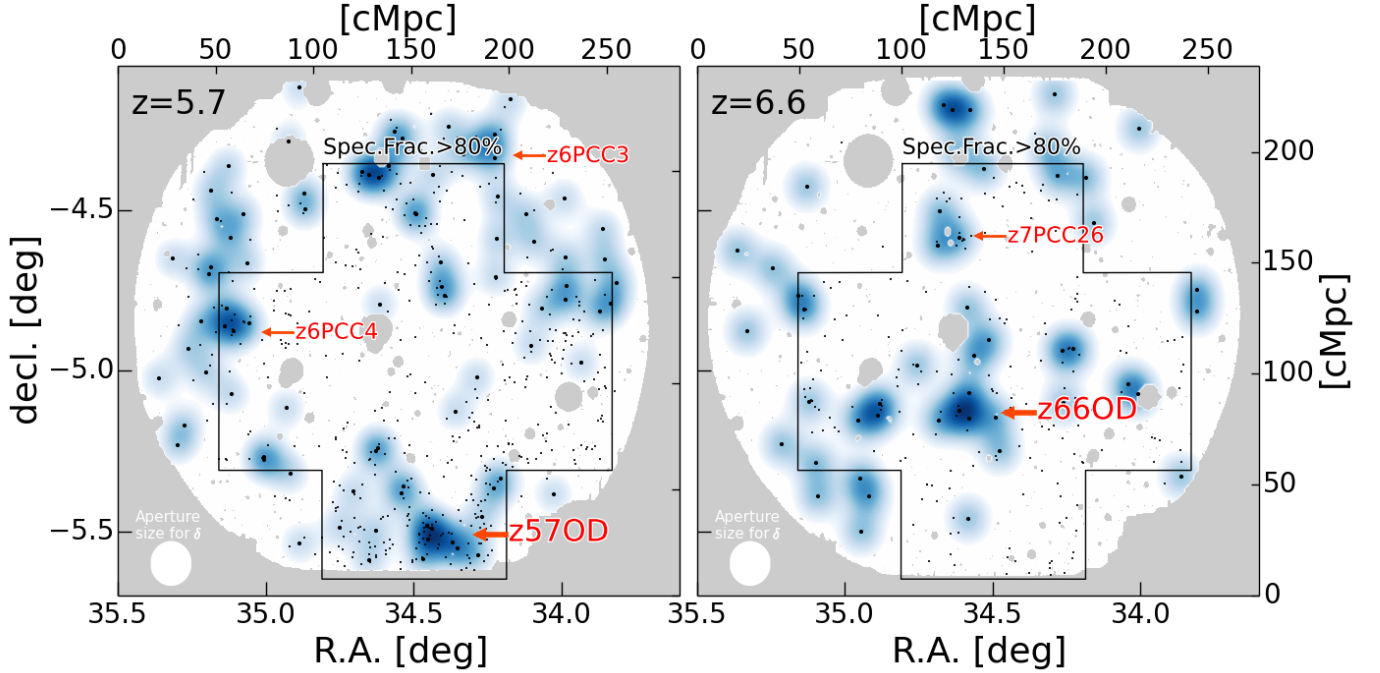 [cMpc] [cMpc]
0 50 100 150 200 250 0 50 100 150 200 250
z=5.7 z=6.6
Spec.Frac.>80% Spec.Frac.>80%
z6PCC3
200
−4.5
z7PCC26
150
z6PCC4
decl. [deg]
−5.0
100
[cMpc]
z66OD
50
−5.5
z57OD
Aperture
size for δ
Aperture
size for δ
0
35.5 35.0 34.5 34.0 35.5 35.0 34.5 34.0
R.A. [deg] R.A. [deg]